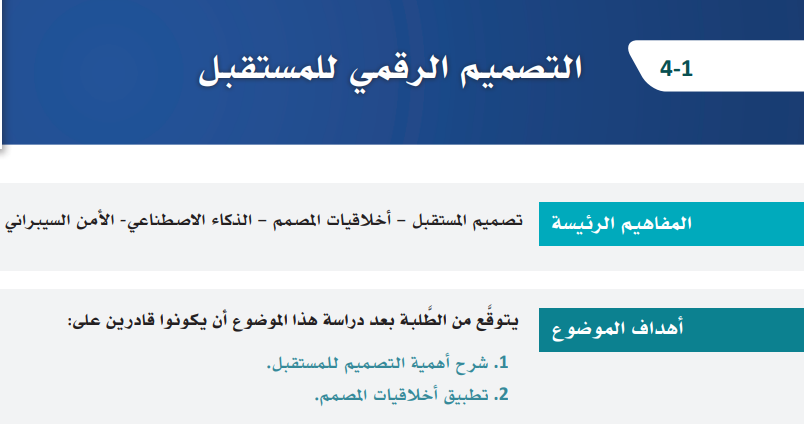 4-1
التصميم الرقمي للمستقبل
المفاهيم الرئيسة
تصميم المستقبل – أخلاقيات المصمم – الذكاء الاصطناعي- الأمن السيبراني
أهداف الموضوع
يتوقَّع من الطَّلبة بعد دراسة هذا الموضوع أن يكونوا قادرين على:
1. شرح أهمية التصميم للمستقبل.
2. تطبيق أخلاقيات المصمم.